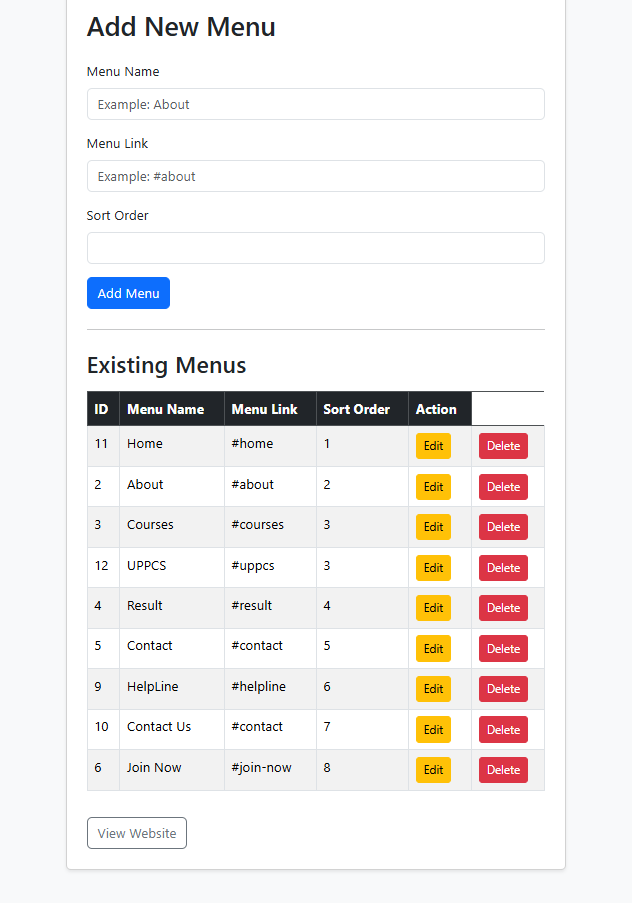 Add New Menu
Menu Name
Example: About
Menu Link
Example: #about
Sort Order
Add Menu
Existing Menus
ID Menu Name Menu Link Sort Order Action
11 Home #home 1 Edit Delete
2 About #about 2 Edit Delete
3 Courses #courses 3 Edit Delete
12 UPPCS #uppcs 3 Edit Delete
4 Result #result 4 Edit Delete
5 Contact #contact 5 Edit Delete
9 HelpLine #helpline 6 Edit Delete
10 Contact Us #contact 7 Edit Delete
6 Join Now #join-now 8 Edit Delete
View Website